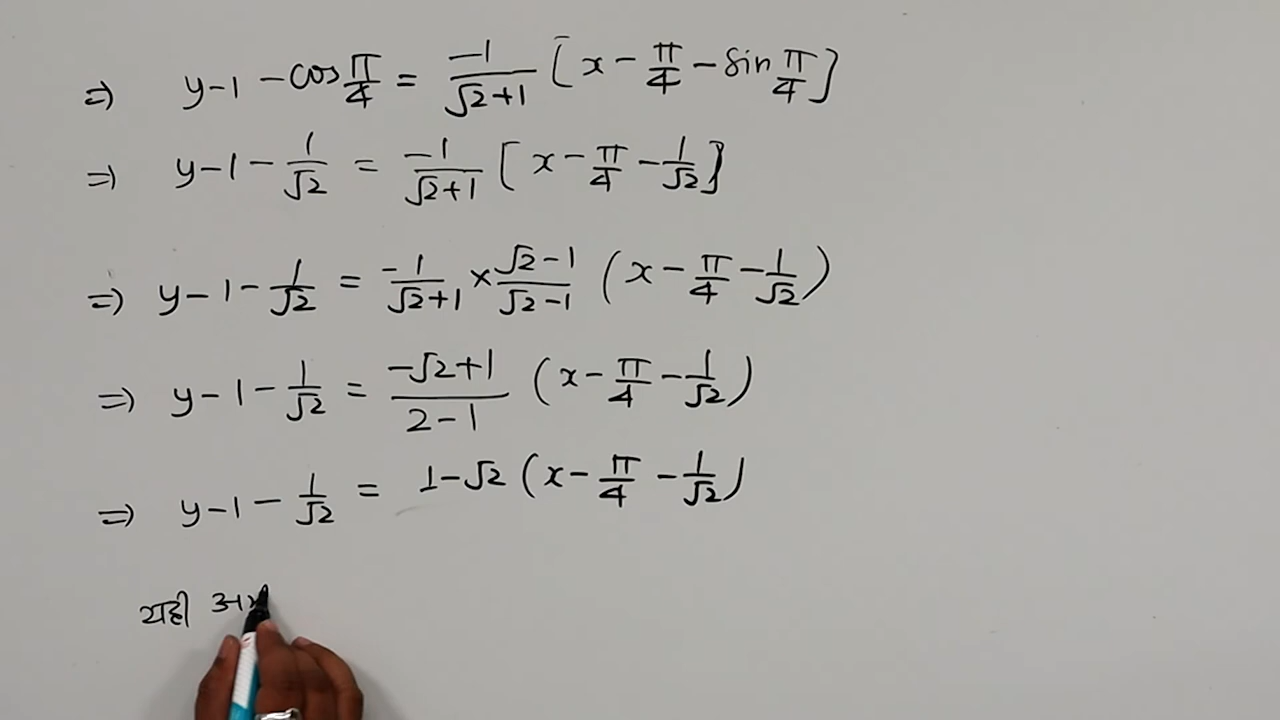 ⇒ y-1-cos π/4 = -1/(√2+1) [x - π/4 - sin π/4]
⇒ y-1-1/√2 = -1/(√2+1) [x - π/4 - 1/√2]
⇒ y-1-1/√2 = -1/(√2+1) × (√2-1)/(√2-1) (x - π/4 - 1/√2)
⇒ y-1-1/√2 = (-√2+1)/(2-1) (x - π/4 - 1/√2)
⇒ y-1-1/√2 = 1-√2 (x - π/4 - 1/√2)
यही